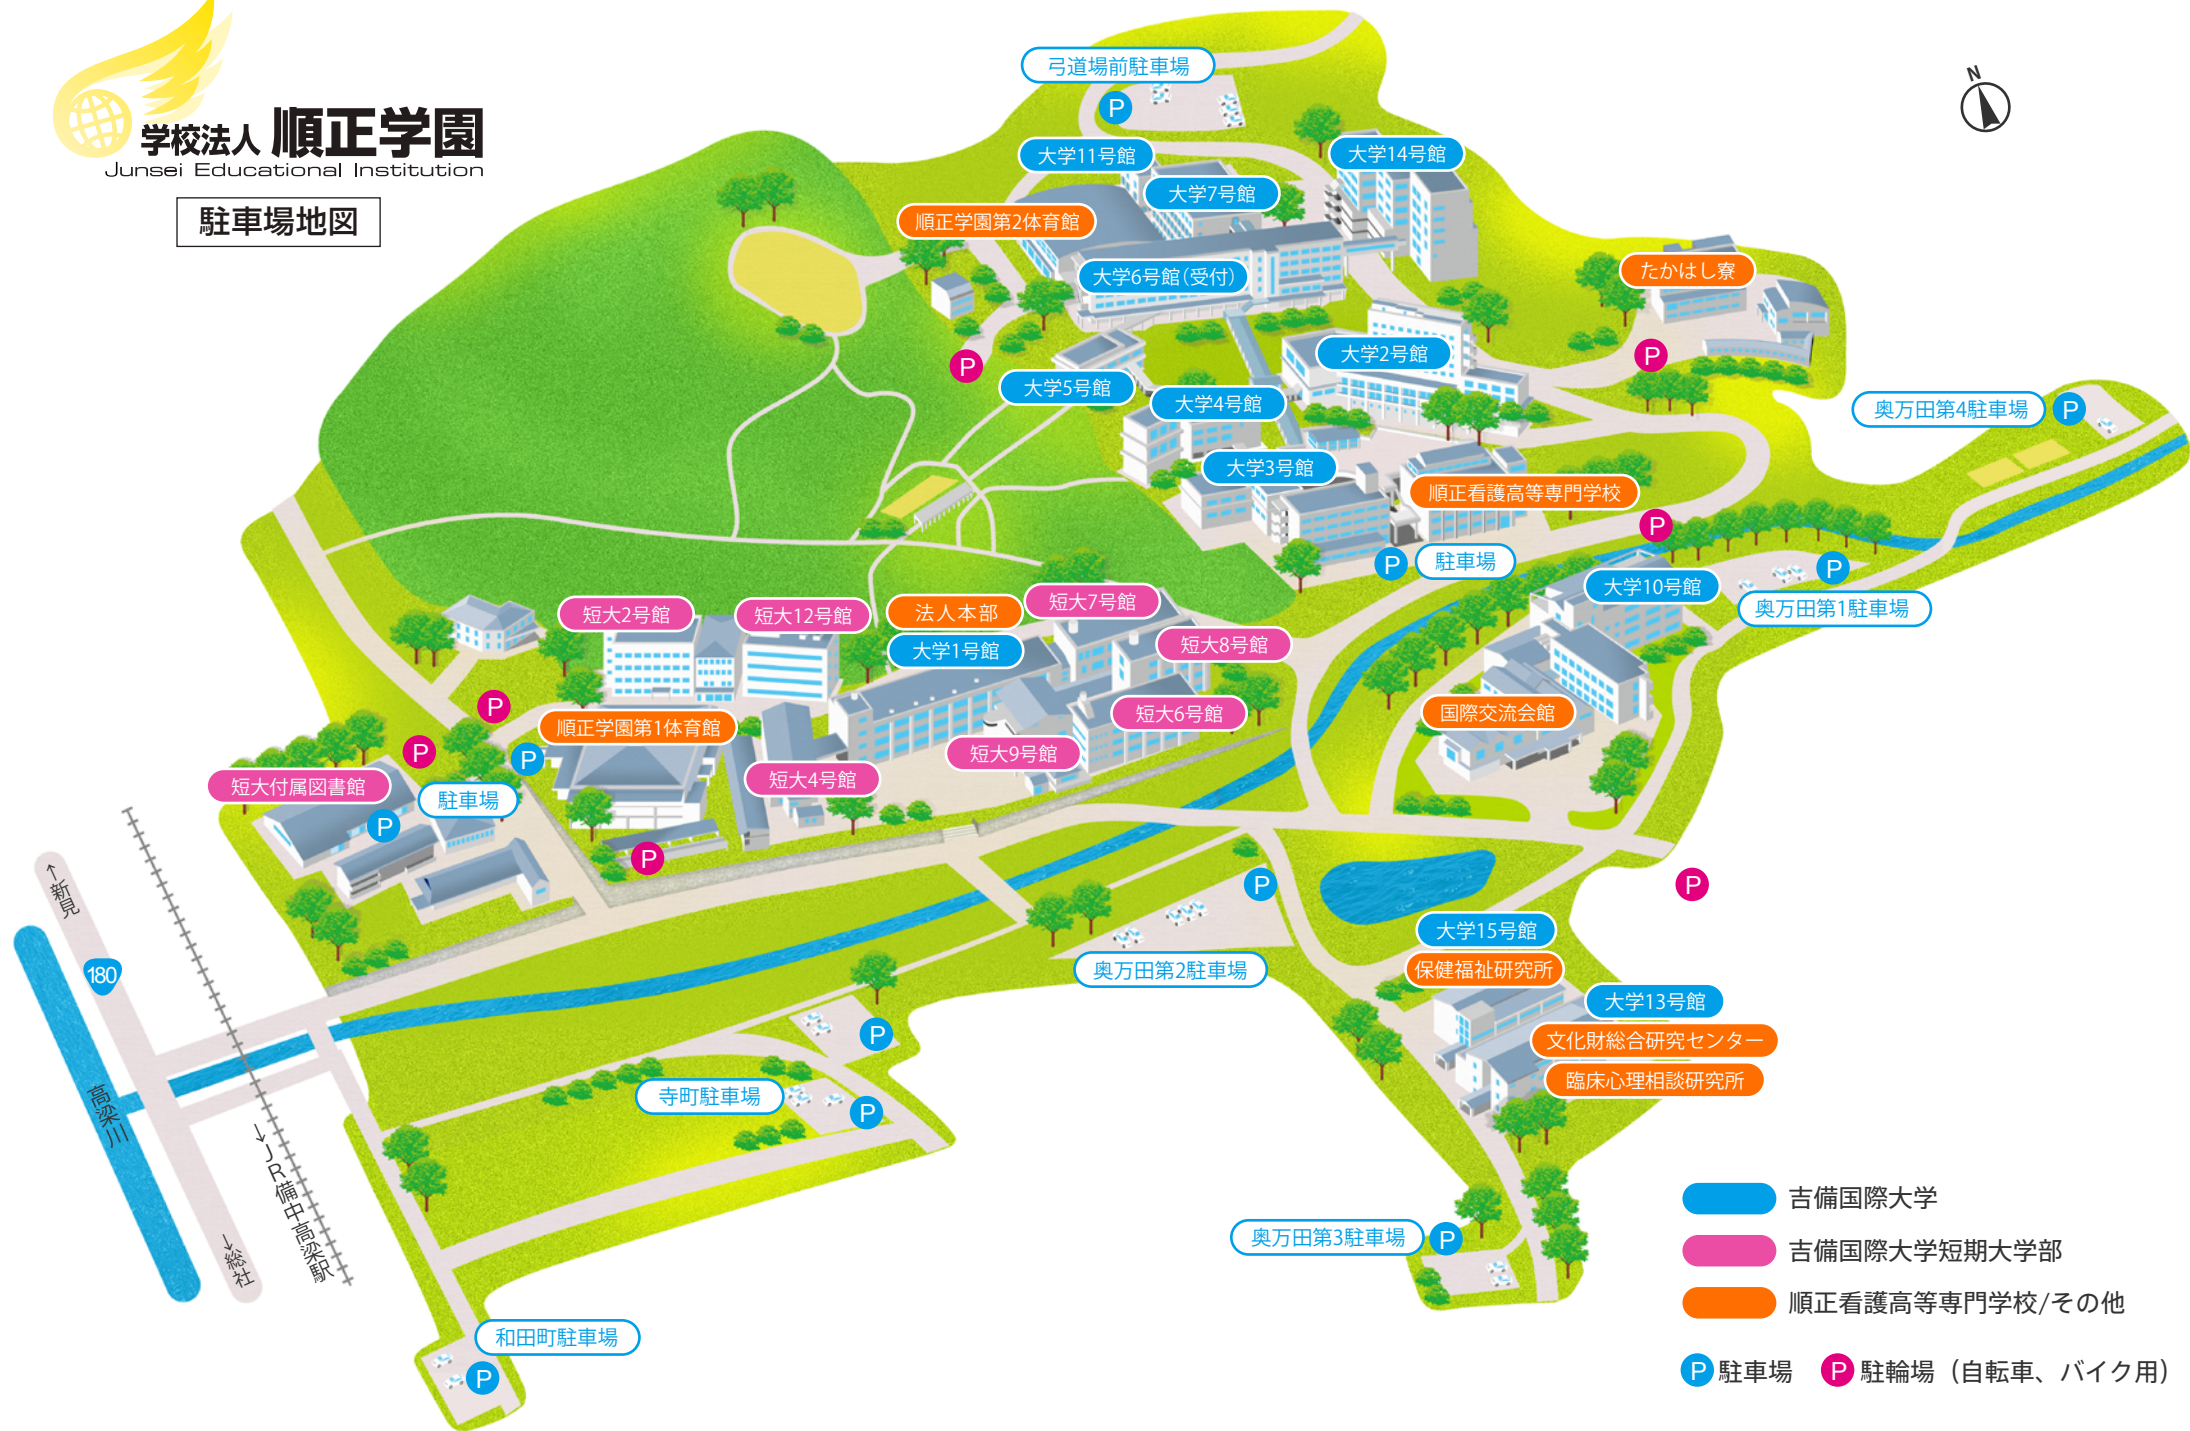 学校法人 順正学園
Junsei Educational Institution
駐車場地図
N
弓道場前駐車場
P
大学11号館
大学14号館
大学7号館
順正学園第2体育館
大学6号館(受付)
たかはし寮
P
P
大学2号館
大学5号館
大学4号館
奥万田第4駐車場
P
大学3号館
順正看護高等専門学校
P
P
駐車場
P
大学10号館
奥万田第1駐車場
短大2号館
短大12号館
法人本部
短大7号館
大学1号館
短大8号館
P
短大6号館
国際交流会館
順正学園第1体育館
P
P
短大9号館
短大4号館
短大付属図書館
駐車場
P
P
P
P
奥万田第2駐車場
大学15号館
保健福祉研究所
大学13号館
文化財総合研究センター
臨床心理相談研究所
←新見
180
高梁川
→JR備中高梁駅
→総社
P
寺町駐車場
P
奥万田第3駐車場
P
和田町駐車場
P
吉備国際大学
吉備国際大学短期大学部
順正看護高等専門学校/その他
P 駐車場
P 駐輪場（自転車、バイク用）